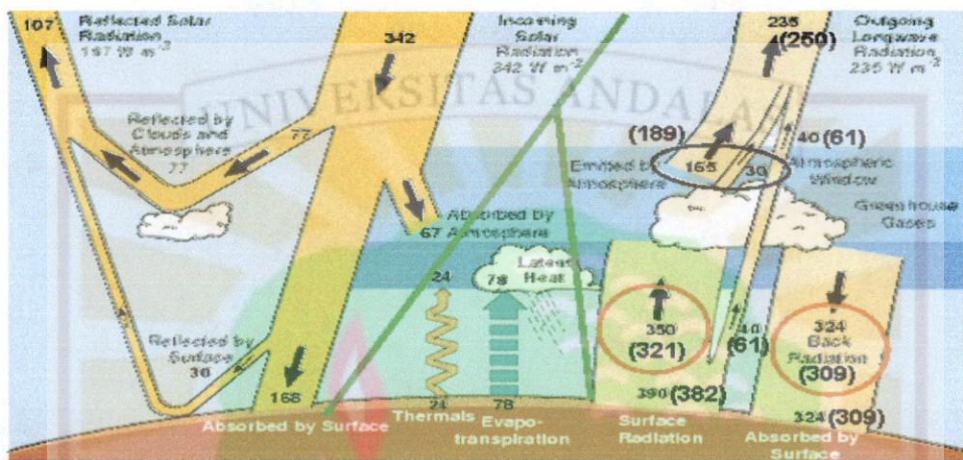 107
Reflected Solar
Radiation
107 W m⁻²
342
Incoming
Solar
Radiation
342 W m⁻²
235
(250)
Outgoing
Longwave
Radiation
235 W m⁻²
UNIVERSITAS ANDALAS
Reflected by
Clouds and
Atmosphere
77
77
(189)
Emitted by
Atmosphere
165
30
40 (61)
Atmospheric
Window
Greenhouse
Gases
Absorbed by
67 Atmosphere
Latent
Heat
24
78
350
(321)
40
(61)
324
Back
Radiation
(309)
Reflected by
Surface
30
168
Absorbed by Surface
24
Thermals
78
Evapo-
transpiration
390 (382)
Surface
Radiation
324 (309)
Absorbed by
Surface